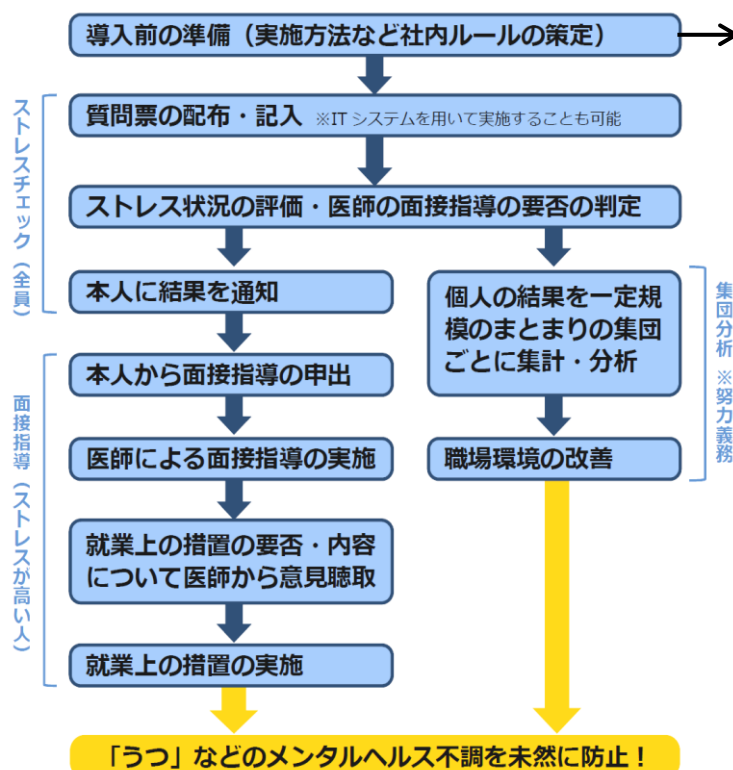 導入前の準備（実施方法など社内ルールの策定）
ストレスチェック（全員）
質問票の配布・記入 ※IT システムを用いて実施することも可能
ストレス状況の評価・医師の面接指導の要否の判定
本人に結果を通知
個人の結果を一定規
模のまとまりの集団
ごとに集計・分析
集団分析 ※努力義務
面接指導（ストレスが高い人）
本人から面接指導の申出
医師による面接指導の実施
職場環境の改善
就業上の措置の要否・内容
について医師から意見聴取
就業上の措置の実施
「うつ」などのメンタルヘルス不調を未然に防止！